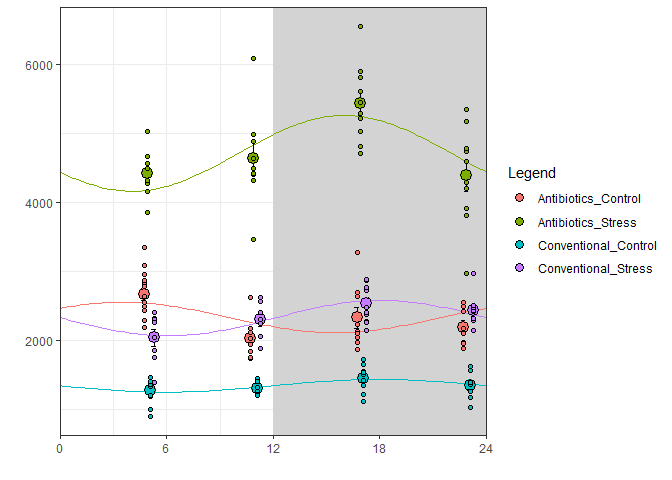 6000
4000
2000
0
6
12
18
24
Legend
Antibiotics_Control
Antibiotics_Stress
Conventional_Control
Conventional_Stress